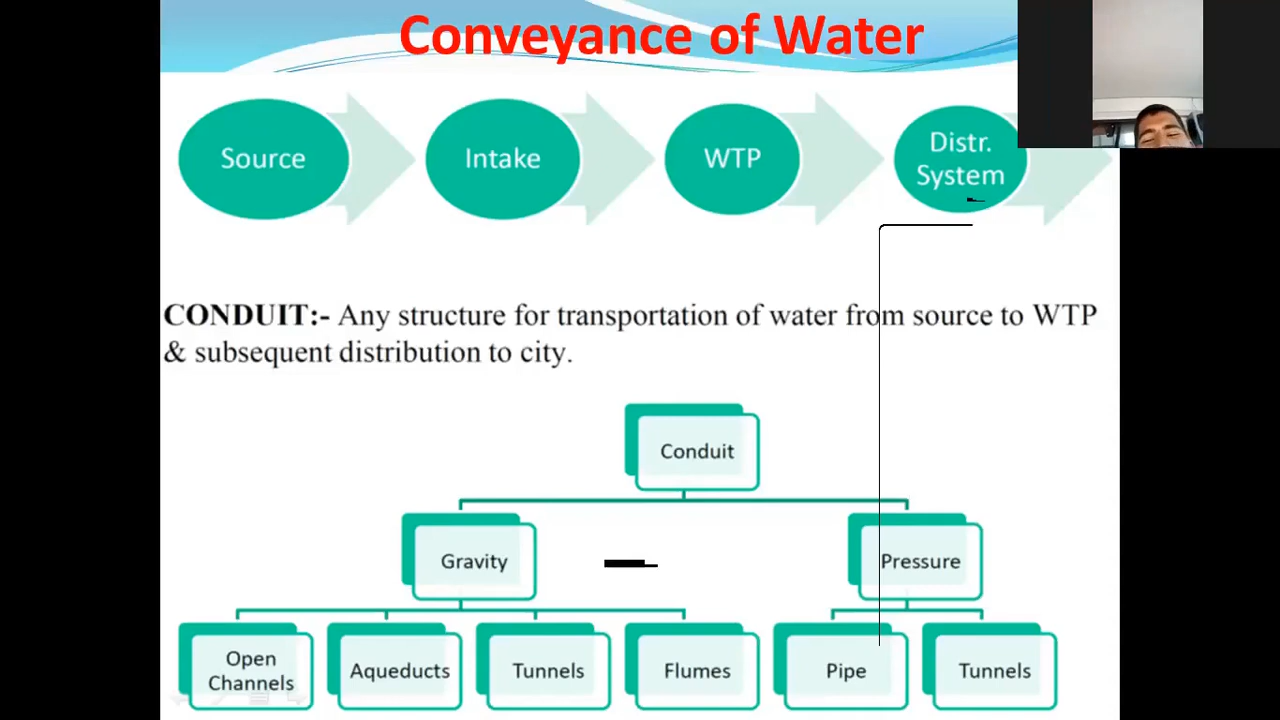 Conveyance of Water
Source
Intake
WTP
Distr.
System
CONDUIT:- Any structure for transportation of water from source to WTP
& subsequent distribution to city.
Conduit
Gravity
Pressure
Open
Channels
Aqueducts
Tunnels
Flumes
Pipe
Tunnels